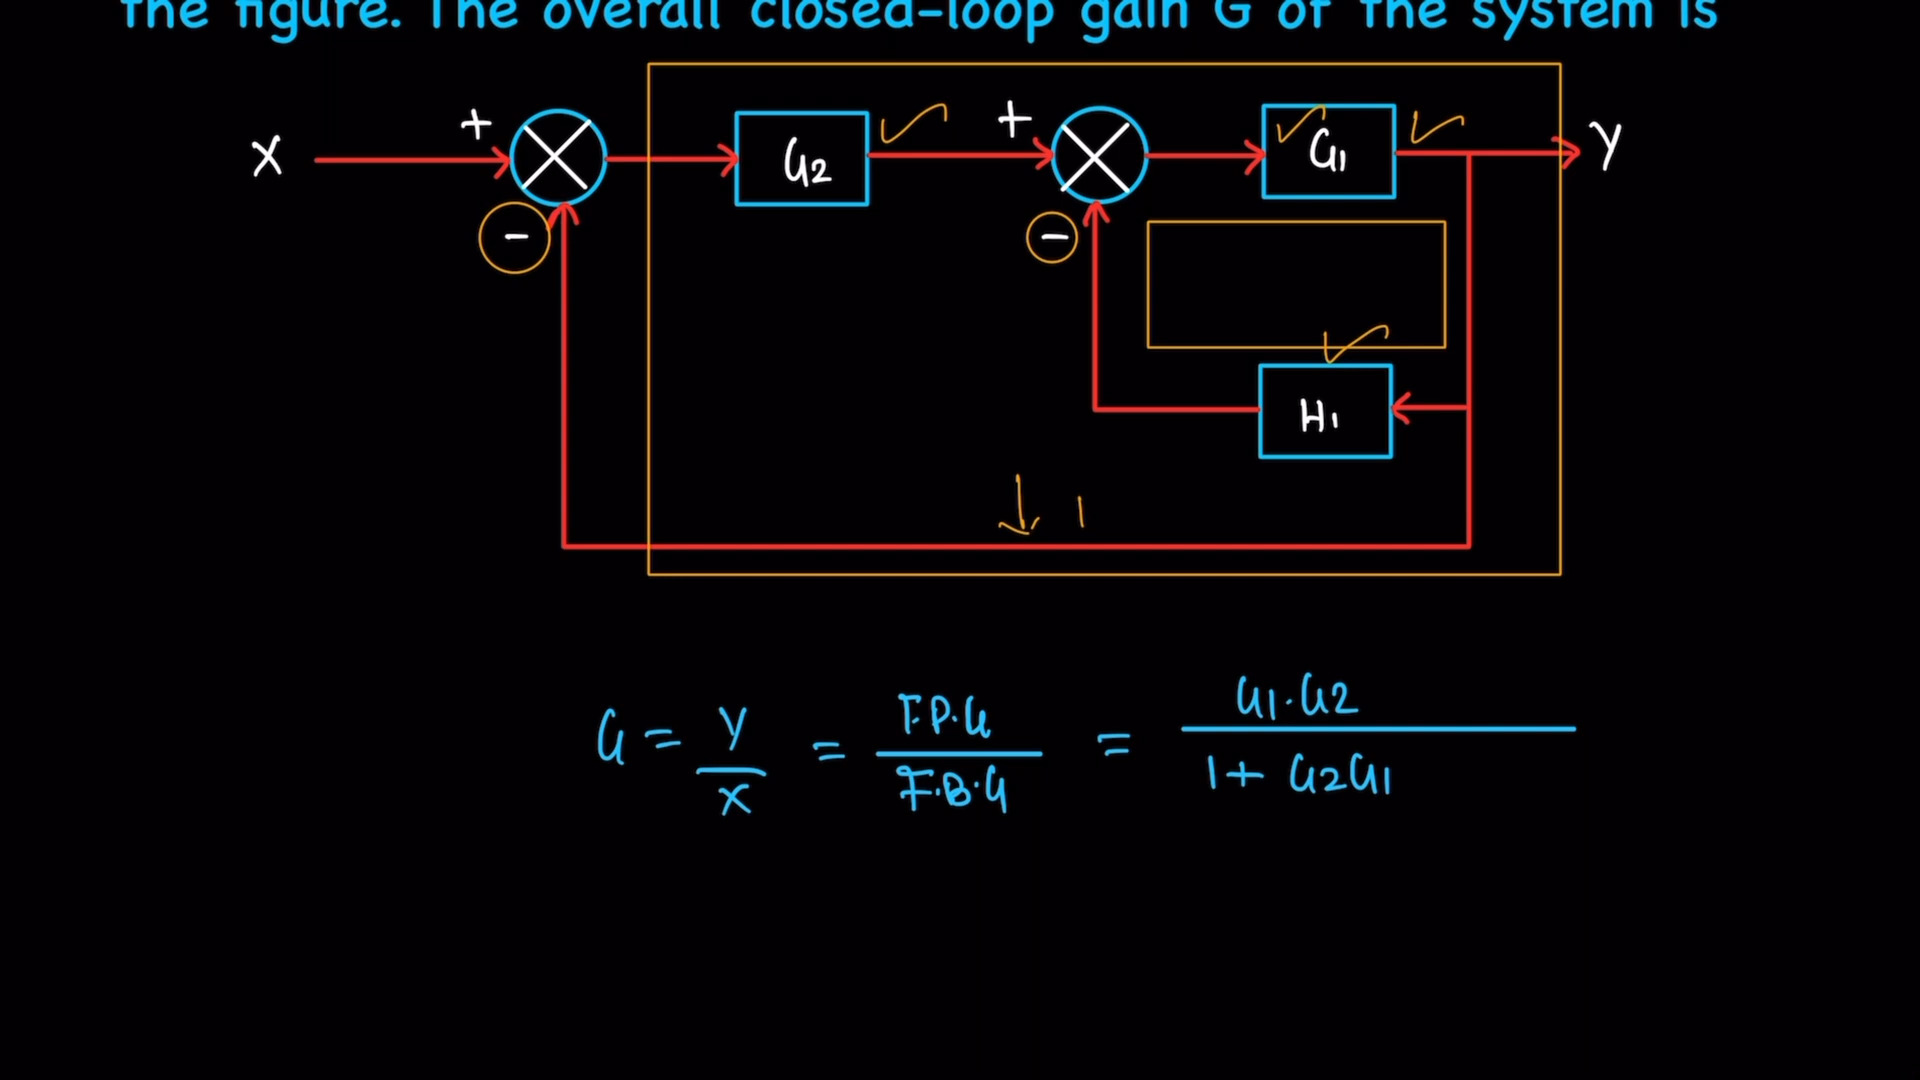 the figure. The overall closed-loop gain G of the system is
X + G2 + G1 Y
- -
H1
1
G = Y/X = F.P.G/F.B.G = G1.G2/1+ G2G1